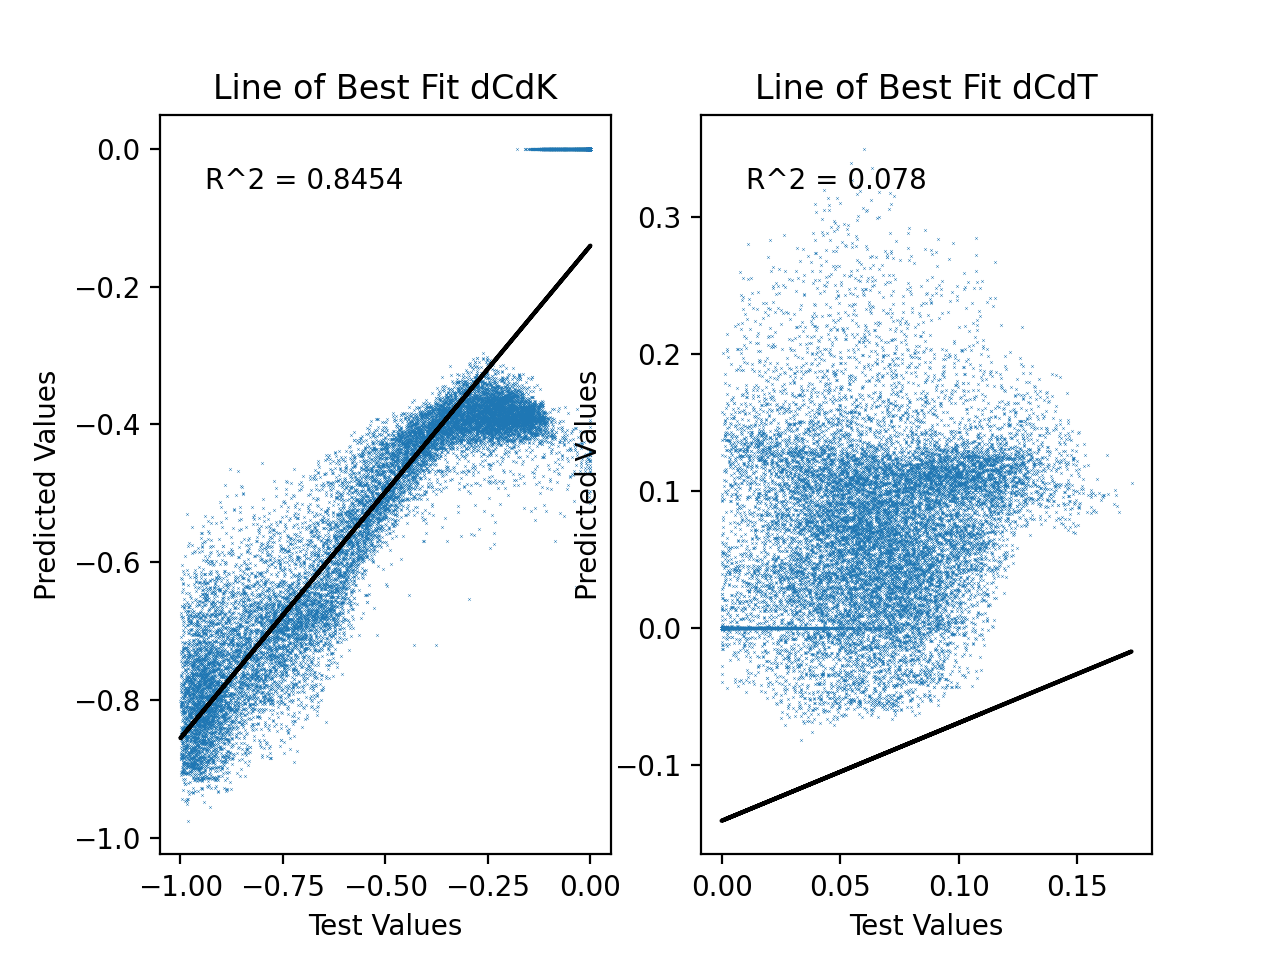 Line of Best Fit dCdK
R^2 = 0.8454
0.0
−0.2
−0.4
−0.6
−0.8
−1.0
Predicted Values
−1.00 −0.75 −0.50 −0.25 0.00
Test Values
Line of Best Fit dCdT
R^2 = 0.078
0.3
0.2
0.1
0.0
−0.1
Predicted Values
0.00 0.05 0.10 0.15
Test Values